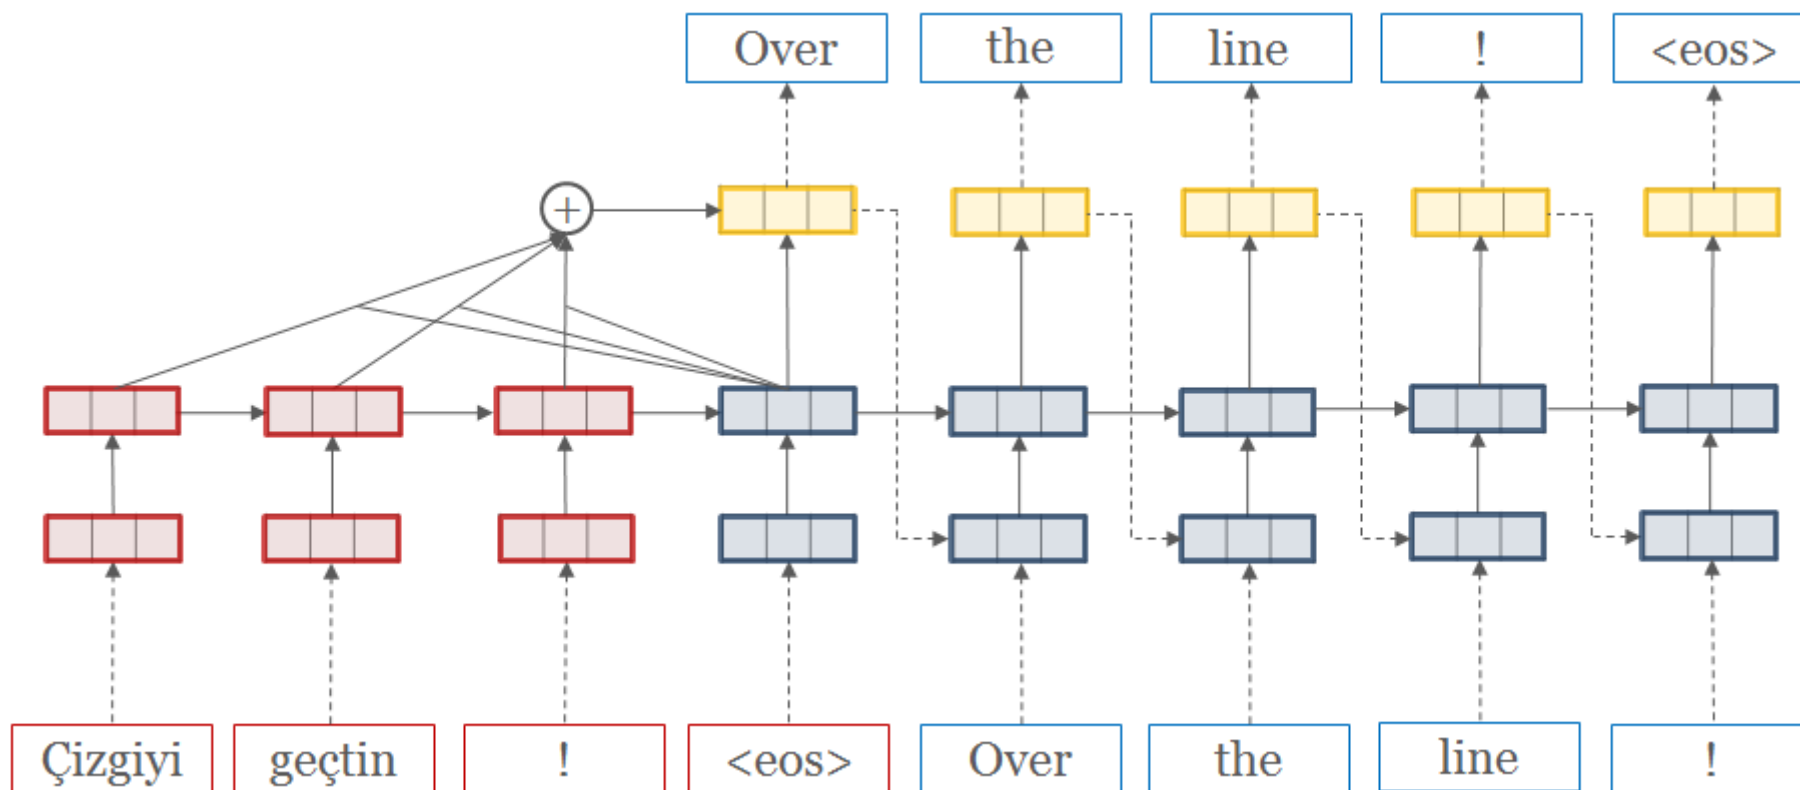 Over the line ! <eos>
+
Çizgiyi geçtin ! <eos> Over the line !